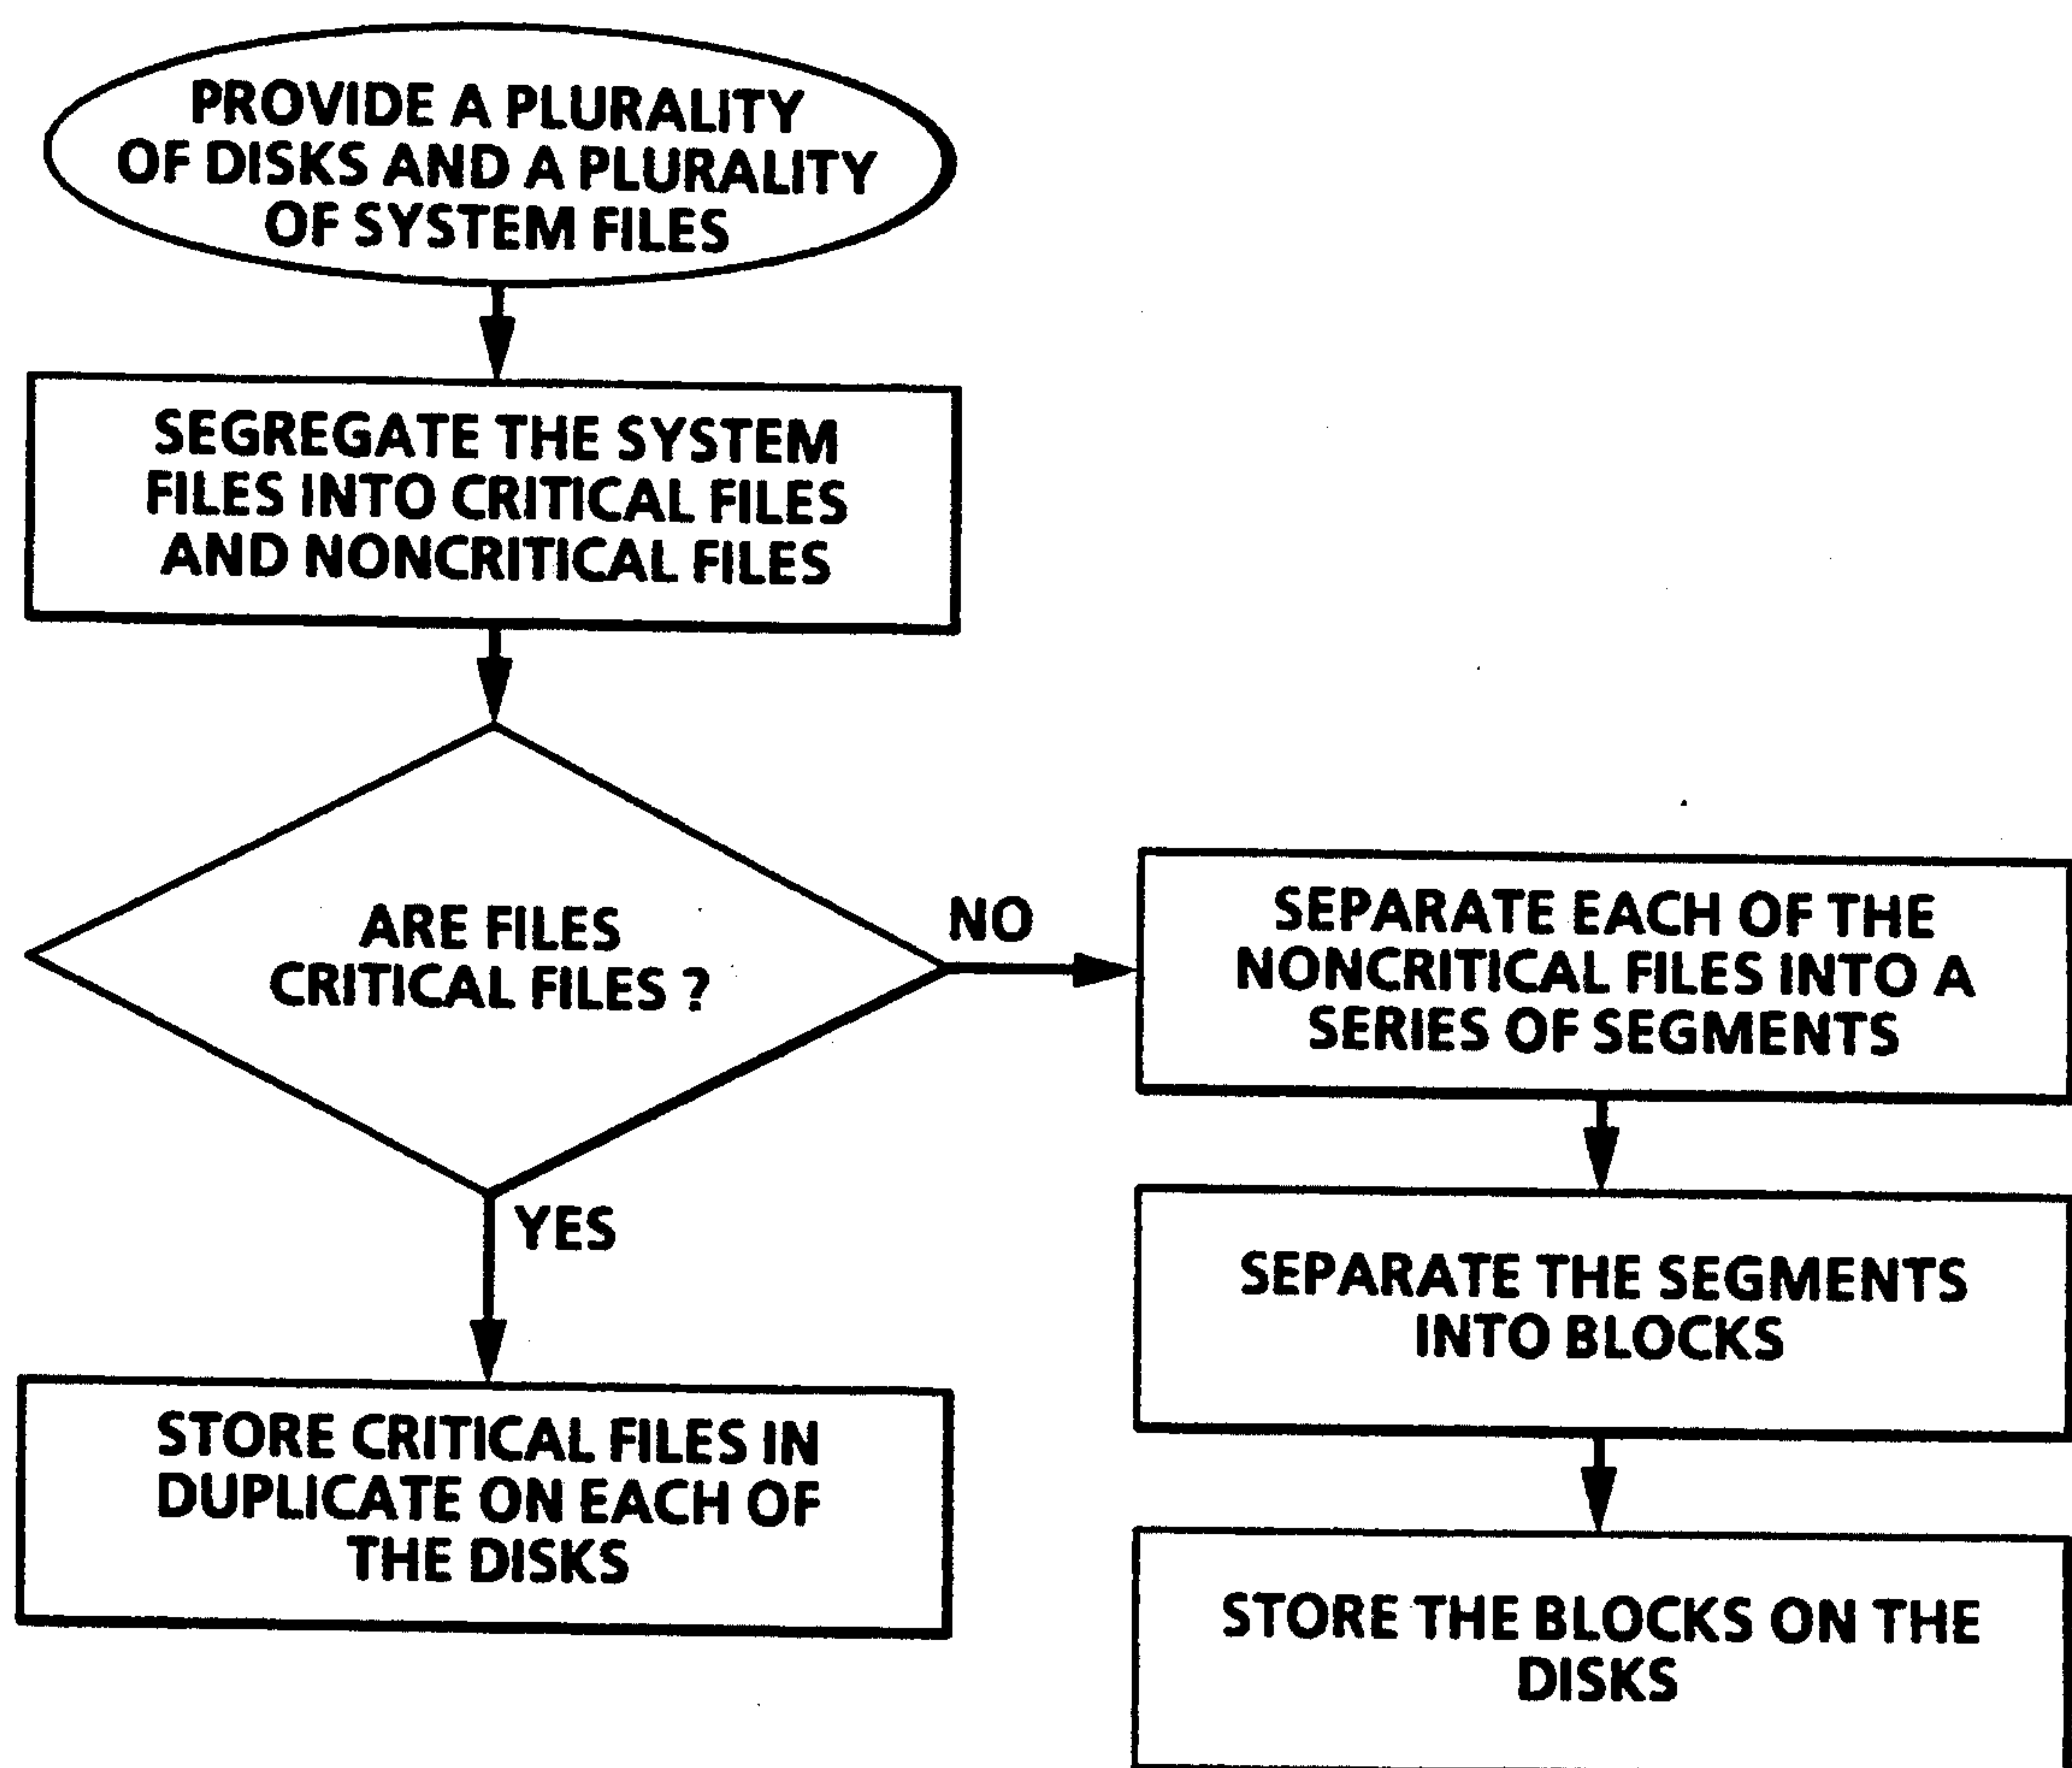 PROVIDE A PLURALITY
OF DISKS AND A PLURALITY
OF SYSTEM FILES
SEGREGATE THE SYSTEM
FILES INTO CRITICAL FILES
AND NONCRITICAL FILES
ARE FILES
CRITICAL FILES ?
NO
YES
STORE CRITICAL FILES IN
DUPLICATE ON EACH OF
THE DISKS
SEPARATE EACH OF THE
NONCRITICAL FILES INTO A
SERIES OF SEGMENTS
SEPARATE THE SEGMENTS
INTO BLOCKS
STORE THE BLOCKS ON THE
DISKS